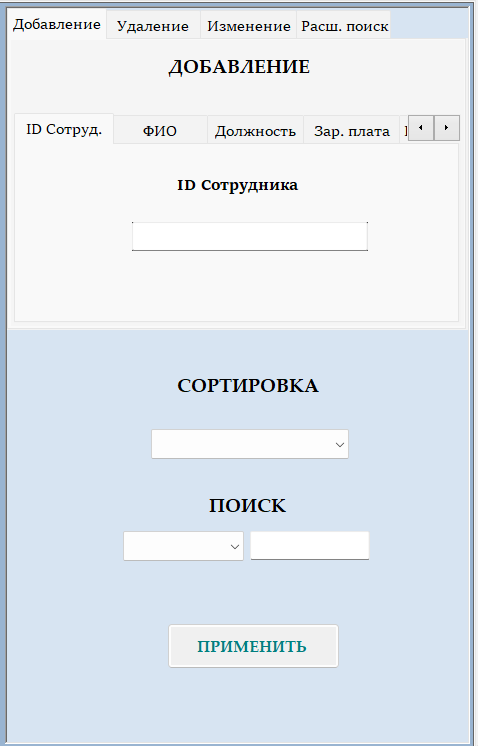 Добавление Удаление Изменение Расш. поиск
ДОБАВЛЕНИЕ
ID Сотруд. ФИО Должность Зар. плата
ID Сотрудника
СОРТИРОВКА
ПОИСК
ПРИМЕНИТЬ